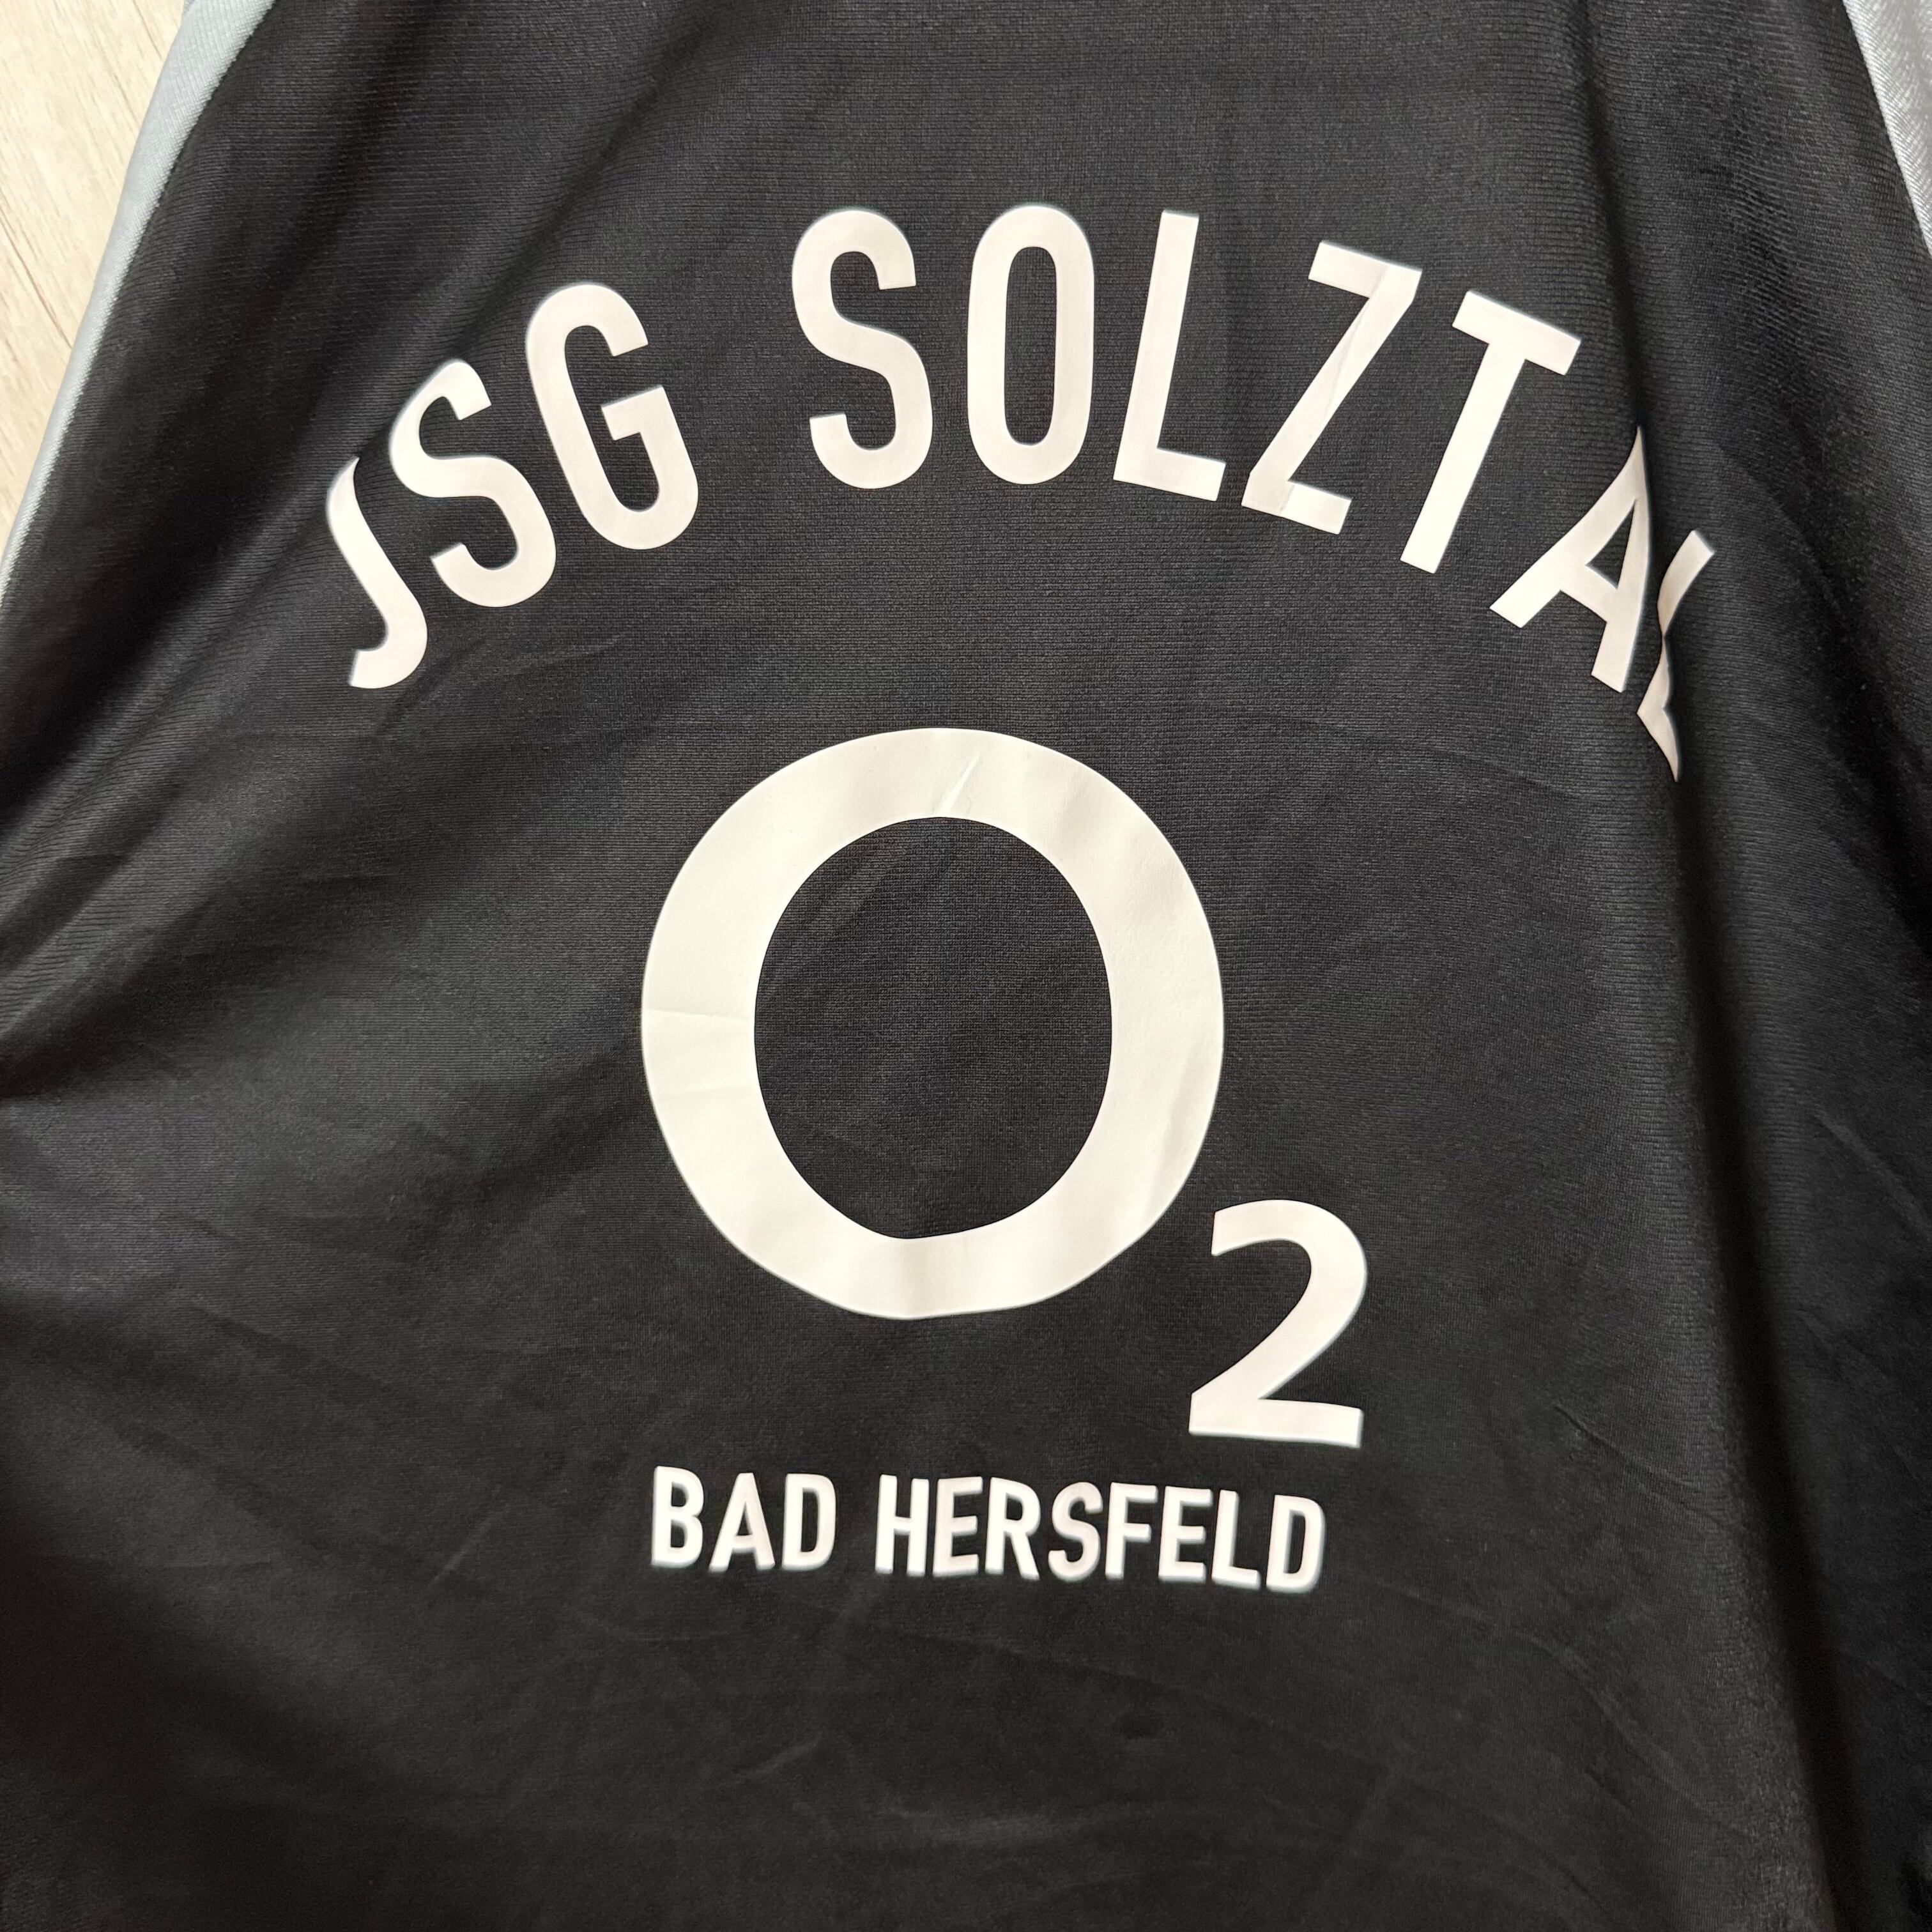 JSG SOLZTAL
O2
BAD HERSFELD